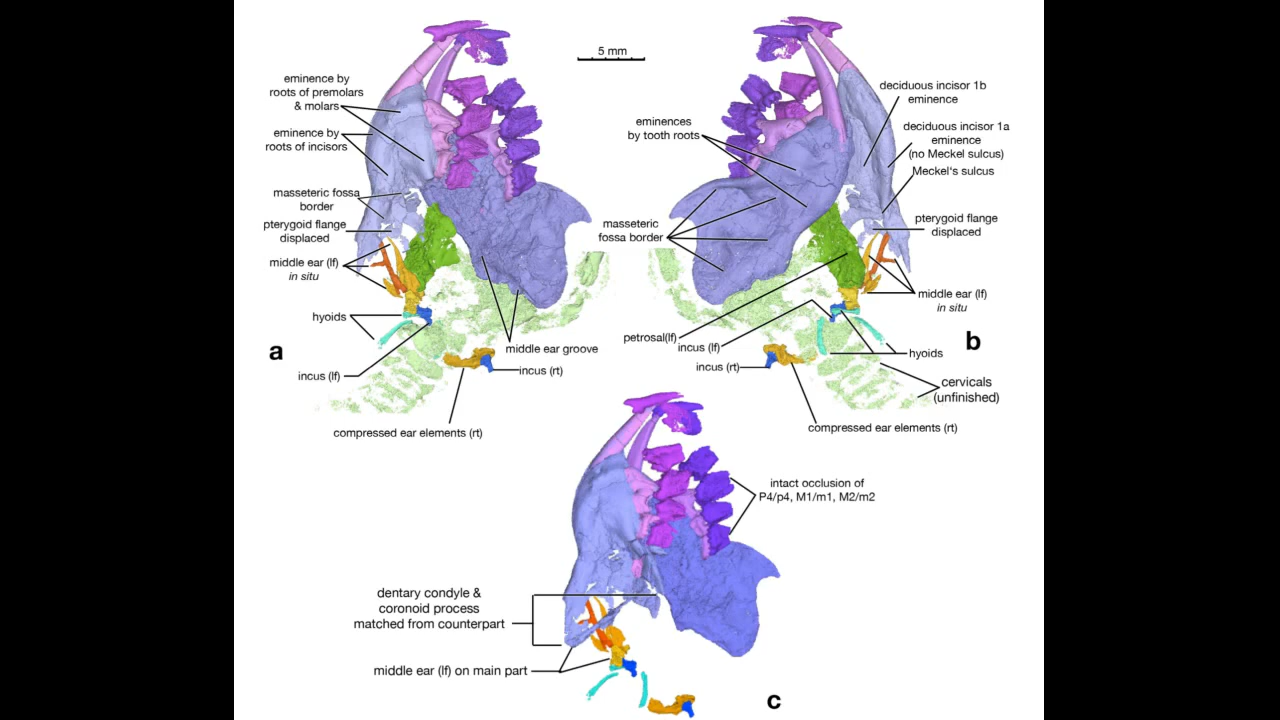 5 mm
eminence by
roots of premolars
& molars
eminence by
roots of incisors
masseteric fossa
border
pterygoid flange
displaced
middle ear (lf)
in situ
hyoids
a
incus (lf)
middle ear groove
incus (rt)
compressed ear elements (rt)
deciduous incisor 1b
eminence
eminences
by tooth roots
deciduous incisor 1a
eminence
(no Meckel sulcus)
Meckel's sulcus
masseteric
fossa border
pterygoid flange
displaced
middle ear (lf)
in situ
petrosal(lf)
incus (lf)
b
incus (rt)
hyoids
cervicals
(unfinished)
compressed ear elements (rt)
intact occlusion of
P4/p4, M1/m1, M2/m2
dentary condyle &
coronoid process
matched from counterpart
middle ear (lf) on main part
c